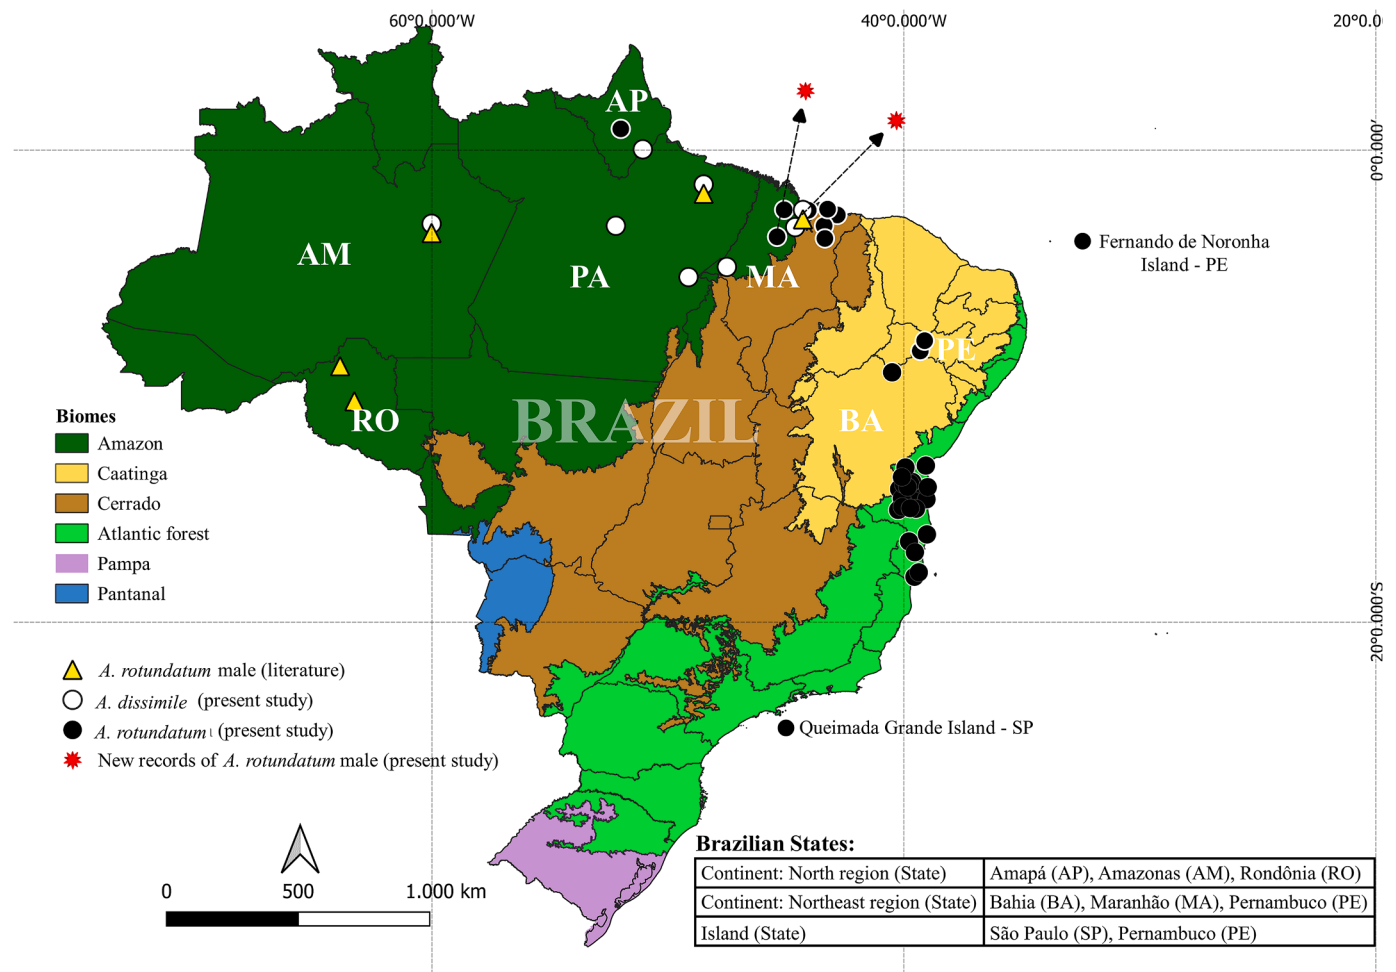 60°0.000'W
40°0.000'W
20°0.0
0°0.000'
AP
AM
PA
MA
Fernando de Noronha
Island - PE
PE
RO
BRAZIL
BA
Biomes
Amazon
Caatinga
Cerrado
Atlantic forest
Pampa
Pantanal
20°0.000'S
A. rotundatum male (literature)
A. dissimile (present study)
A. rotundatum (present study)
New records of A. rotundatum male (present study)
Queimada Grande Island - SP
0 500 1.000 km
Brazilian States:
Continent: North region (State) Amapá (AP), Amazonas (AM), Rondônia (RO)
Continent: Northeast region (State) Bahia (BA), Maranhão (MA), Pernambuco (PE)
Island (State) São Paulo (SP), Pernambuco (PE)